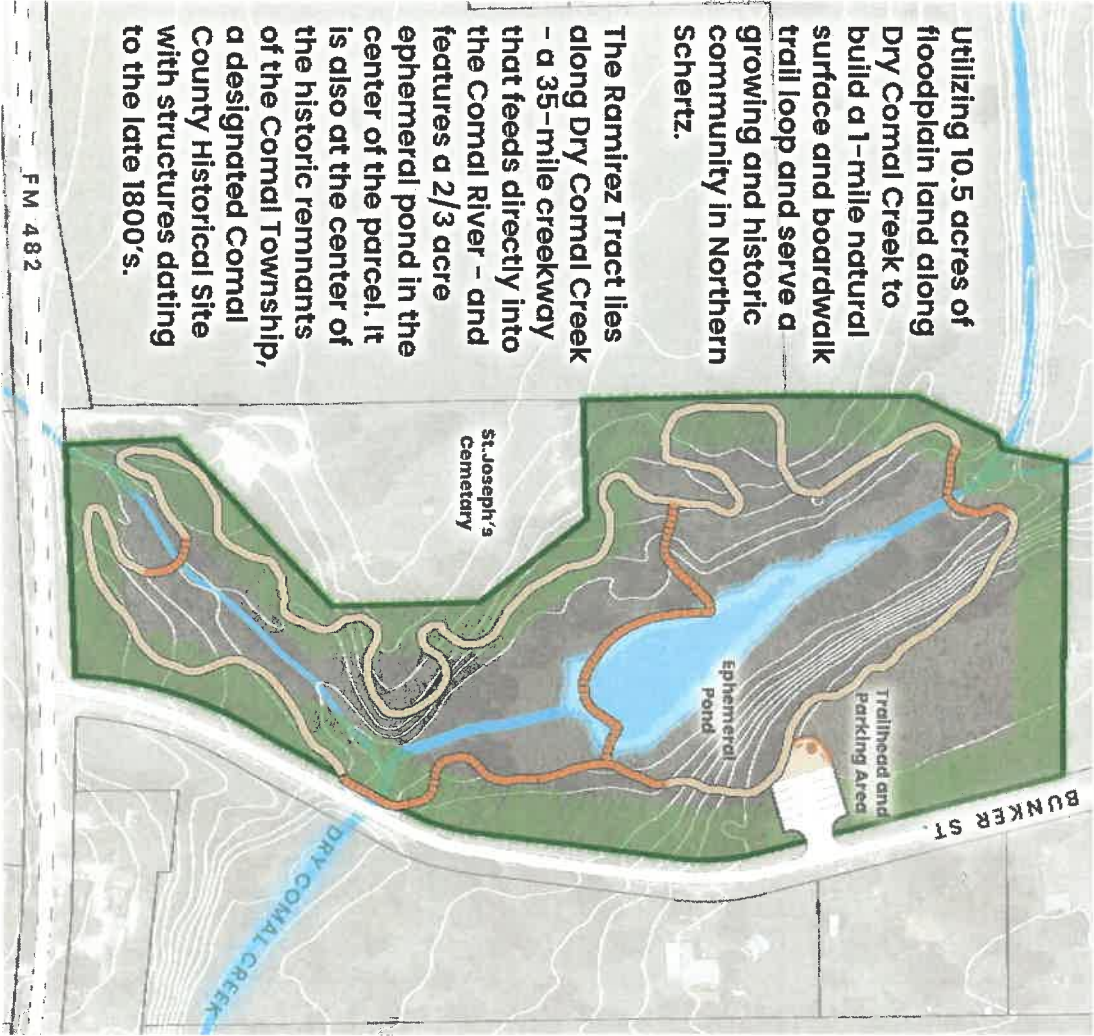 Utilizing 10.5 acres of
floodplain land along
Dry Comal Creek to
build a 1-mile natural
surface and boardwalk
trail loop and serve a
growing and historic
community in Northern
Schertz.
The Ramirez Tract lies
along Dry Comal Creek
- a 35-mile creekway
that feeds directly into
the Comal River - and
features a 2/3 acre
ephemeral pond in the
center of the parcel. It
is also at the center of
the historic remnants
of the Comal Township,
a designated Comal
County Historical Site
with structures dating
to the late 1800's.
FM 482
St.Joseph's
Cemetary
Ephemeral
Pond
Trailhead and
Parking Area
BUNKER ST.
DRY COMAL CREEK